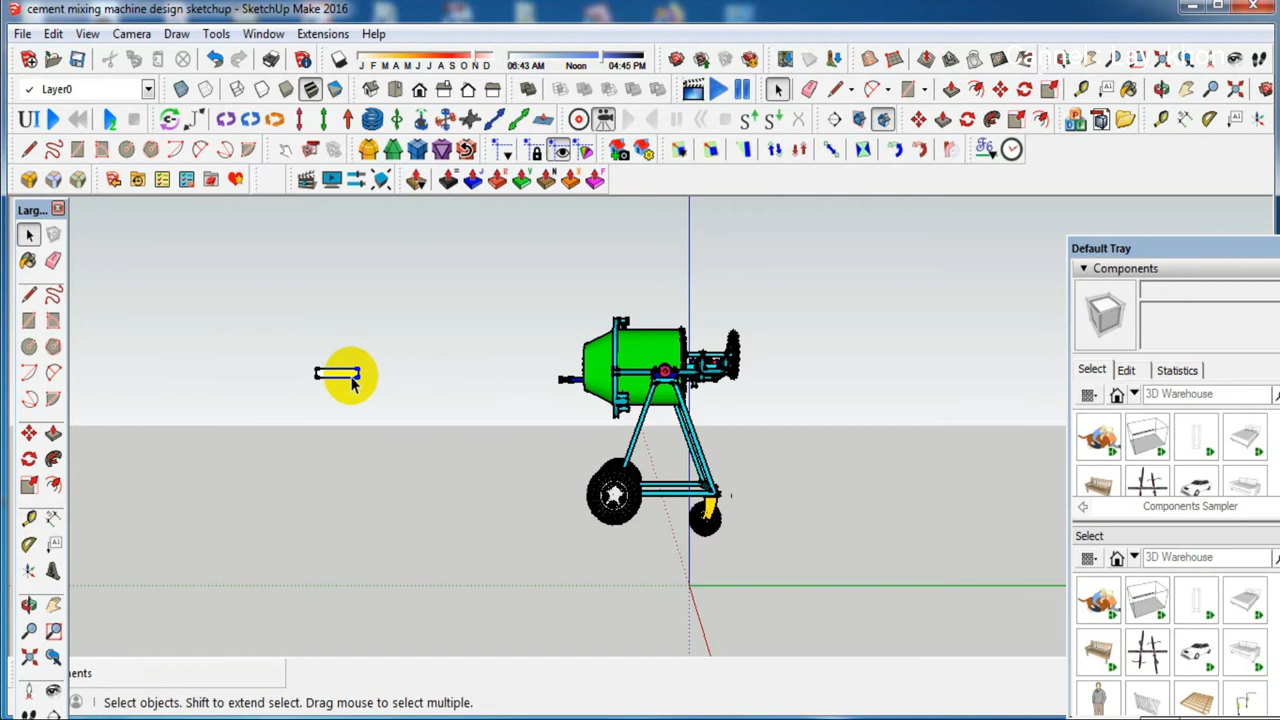 cement mixing machine design sketchup - SketchUp Make 2016
File Edit View Camera Draw Tools Window Extensions Help
J F M A M J J A S O N D 06:43 AM Noon 04:45 PM
Layer0
UI
Larg...
Default Tray
Components
Select Edit Statistics
3D Warehouse
Components Sampler
Select
3D Warehouse
nents
Select objects. Shift to extend select. Drag mouse to select multiple.